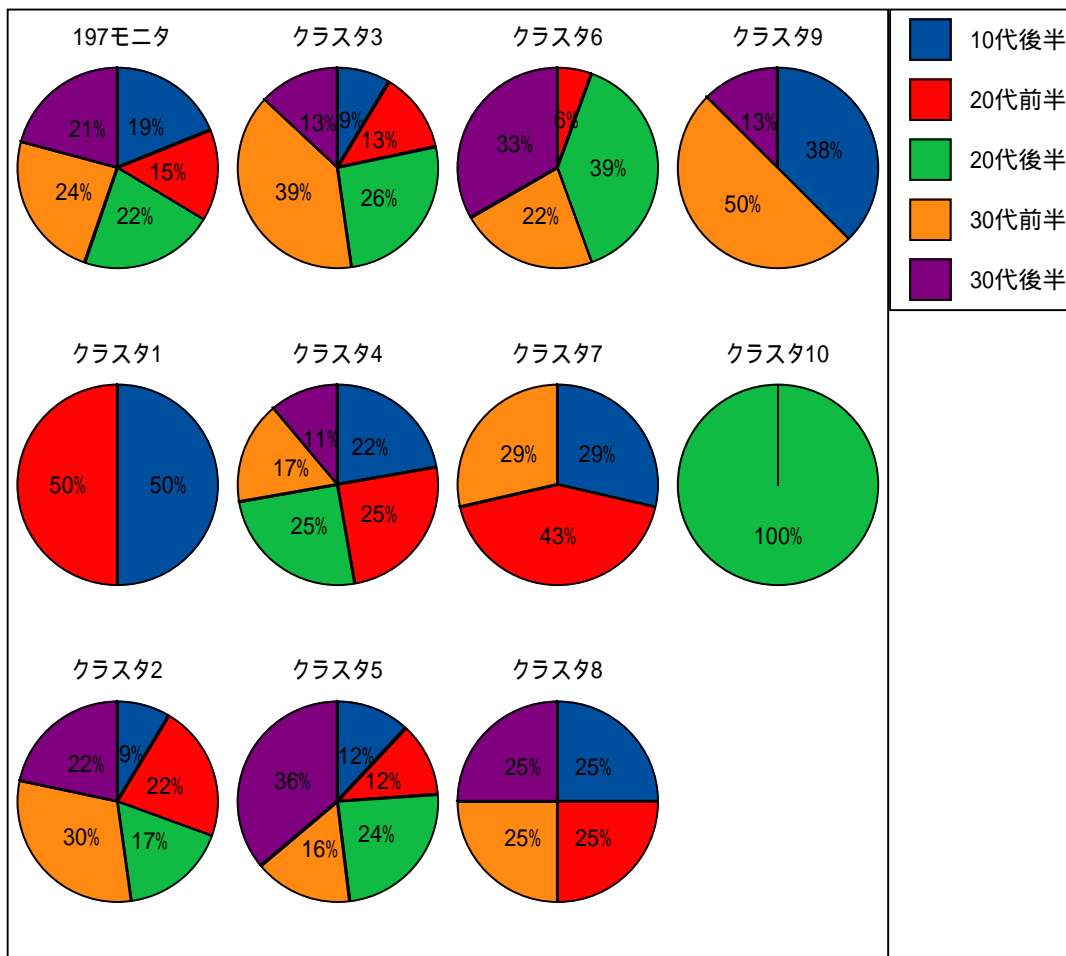 197モニタ
19%
15%
22%
24%
21%
クラスタ3
9%
13%
26%
39%
13%
クラスタ6
6%
39%
22%
33%
クラスタ9
38%
50%
13%
10代後半
20代前半
20代後半
30代前半
30代後半
クラスタ1
50%
50%
クラスタ4
22%
25%
25%
17%
11%
クラスタ7
29%
43%
29%
クラスタ10
100%
クラスタ2
9%
22%
17%
30%
22%
クラスタ5
12%
12%
24%
16%
36%
クラスタ8
25%
25%
25%
25%